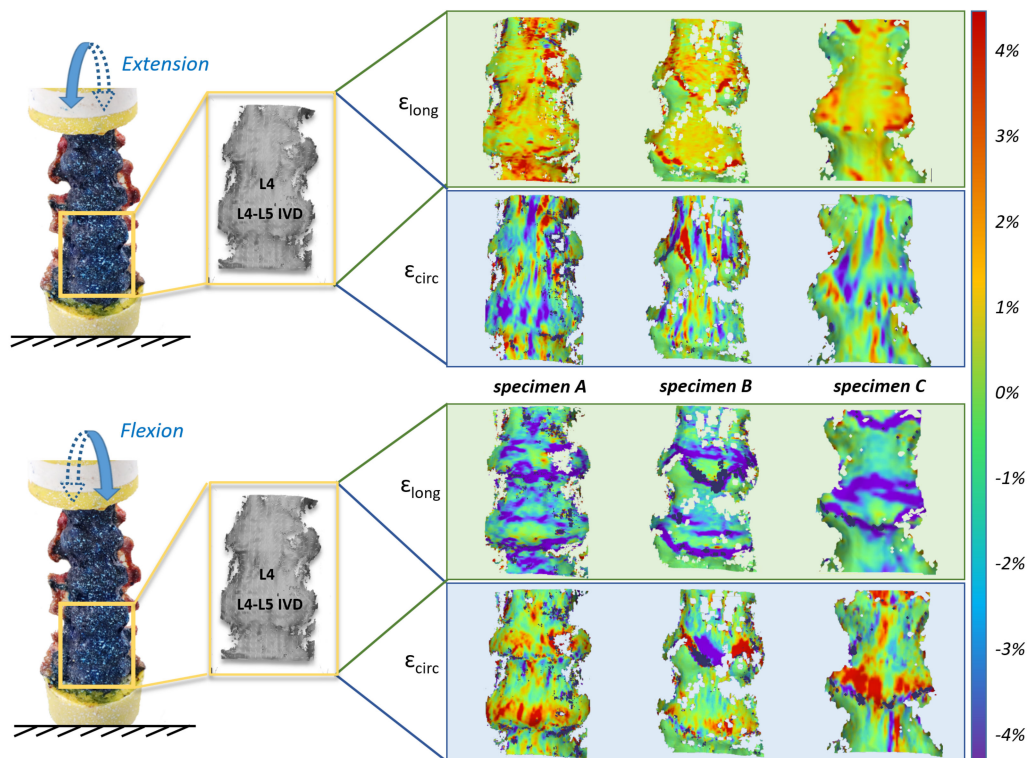 Extension
L4
L4-L5 IVD
εlong
εcirc
specimen A
specimen B
specimen C
Flexion
L4
L4-L5 IVD
εlong
εcirc
4%
3%
2%
1%
0%
-1%
-2%
-3%
-4%